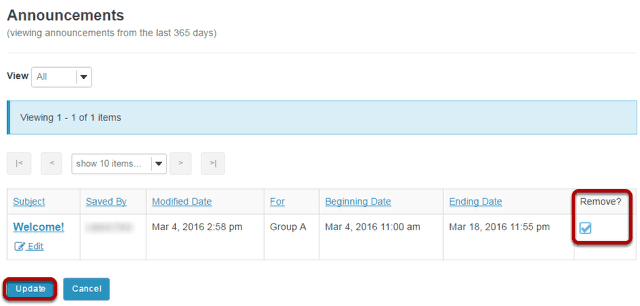 Announcements
(viewing announcements from the last 365 days)
View All
Viewing 1 - 1 of 1 items
|< < show 10 items... > >|
Subject Saved By Modified Date For Beginning Date Ending Date Remove?
Welcome! Mar 4, 2016 2:58 pm Group A Mar 4, 2016 11:00 am Mar 18, 2016 11:55 pm
Edit
Update Cancel